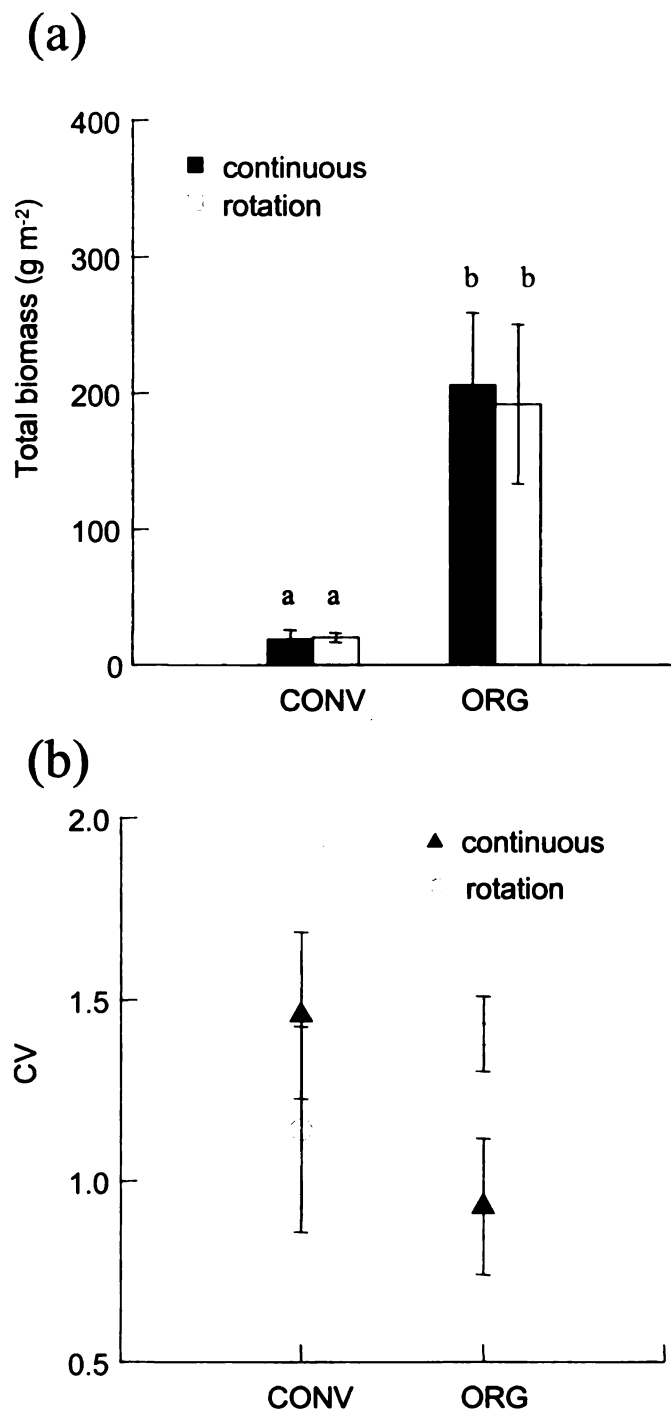 (a)
400
300
200
100
0
Total biomass (g m⁻²)
■ continuous
rotation
a a
b b
CONV ORG
(b)
2.0
1.5
1.0
0.5
CV
▲ continuous
rotation
CONV ORG